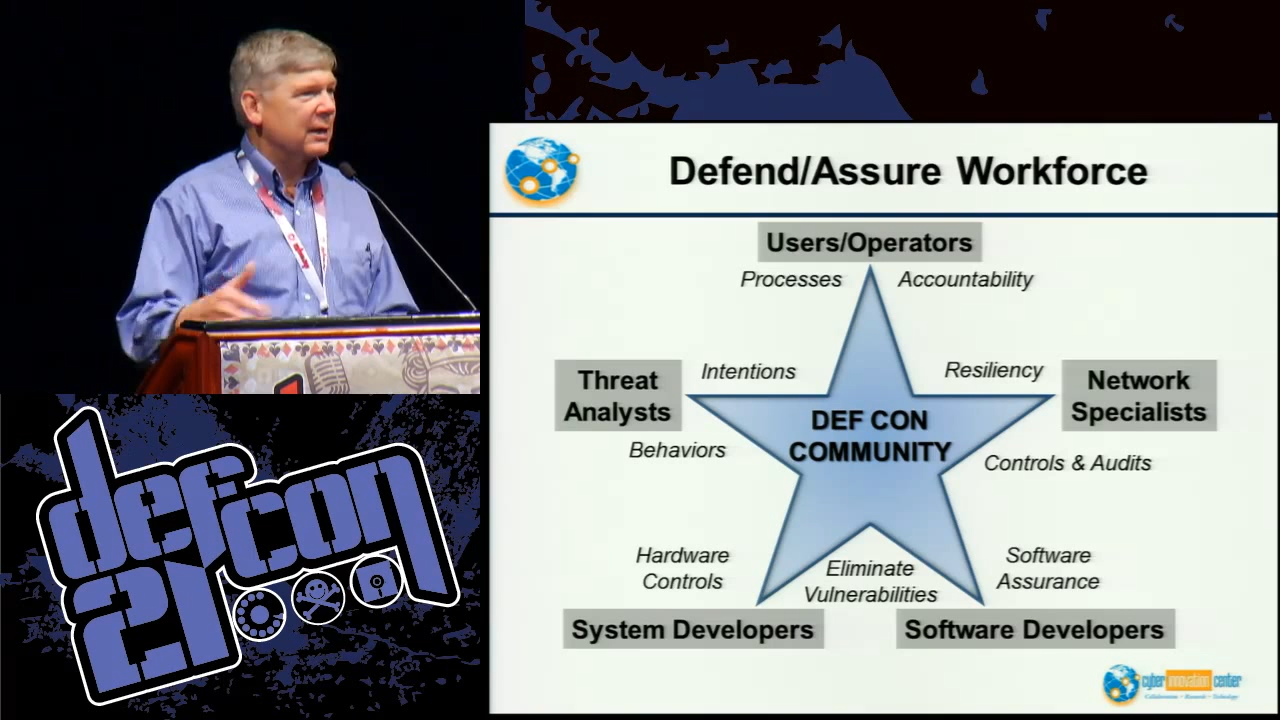 Defend/Assure Workforce
Users/Operators
Processes
Accountability
Threat
Analysts
Intentions
Resiliency
Network
Specialists
DEF CON
COMMUNITY
Behaviors
Controls & Audits
Hardware
Controls
Eliminate
Vulnerabilities
Software
Assurance
System Developers
Software Developers
cyber innovation center
defcon
21